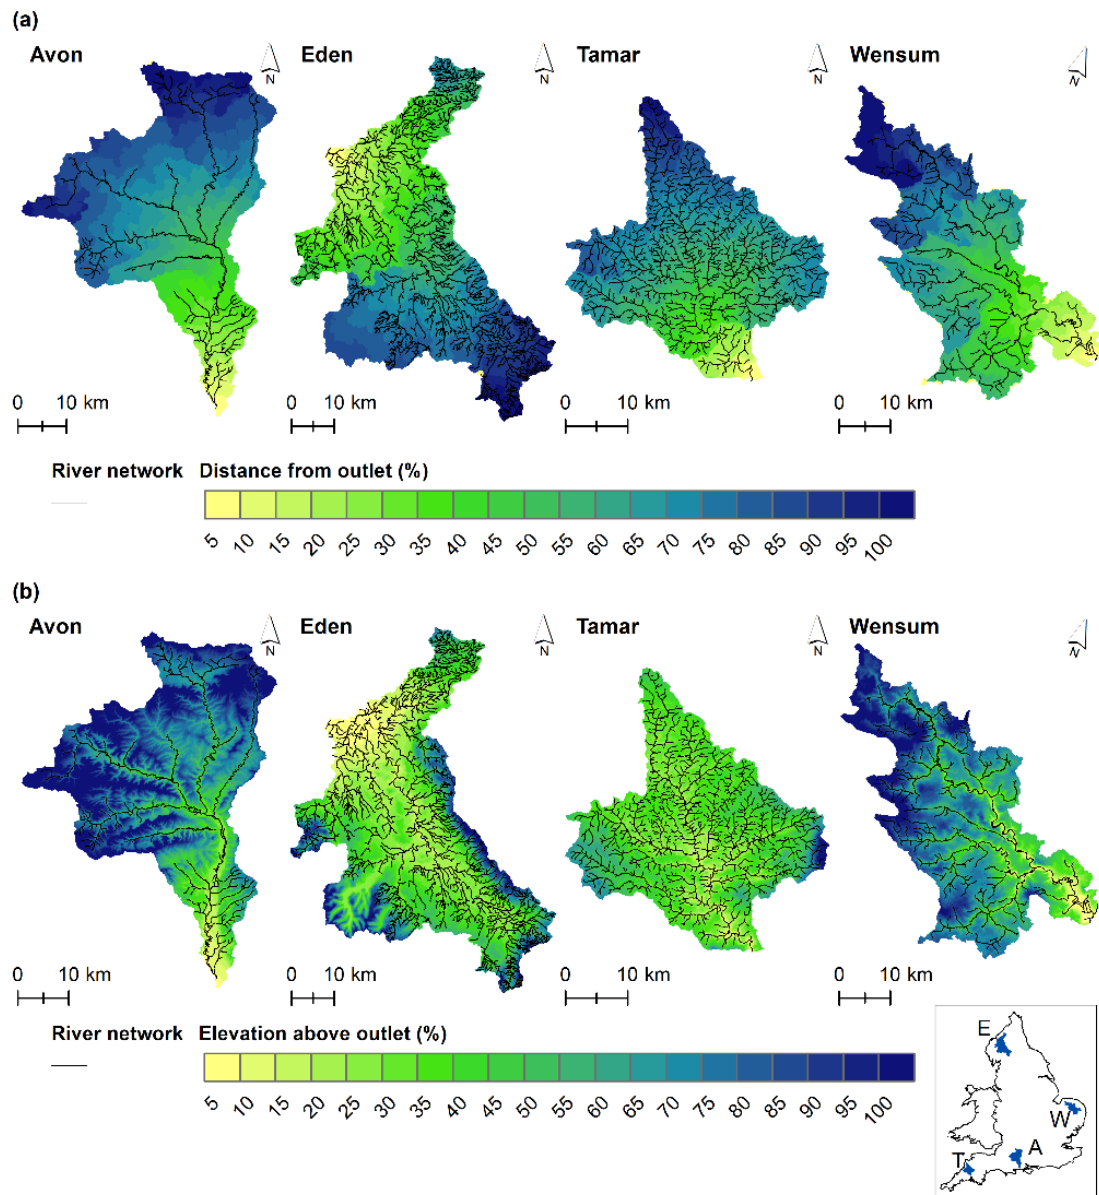 (a)
Avon Eden Tamar Wensum
N N N N
0 10 km 0 10 km 0 10 km 0 10 km
River network Distance from outlet (%)
5 10 15 20 25 30 35 40 45 50 55 60 65 70 75 80 85 90 95 100
(b)
Avon Eden Tamar Wensum
N N N N
0 10 km 0 10 km 0 10 km 0 10 km
River network Elevation above outlet (%)
5 10 15 20 25 30 35 40 45 50 55 60 65 70 75 80 85 90 95 100
E
W
A
T